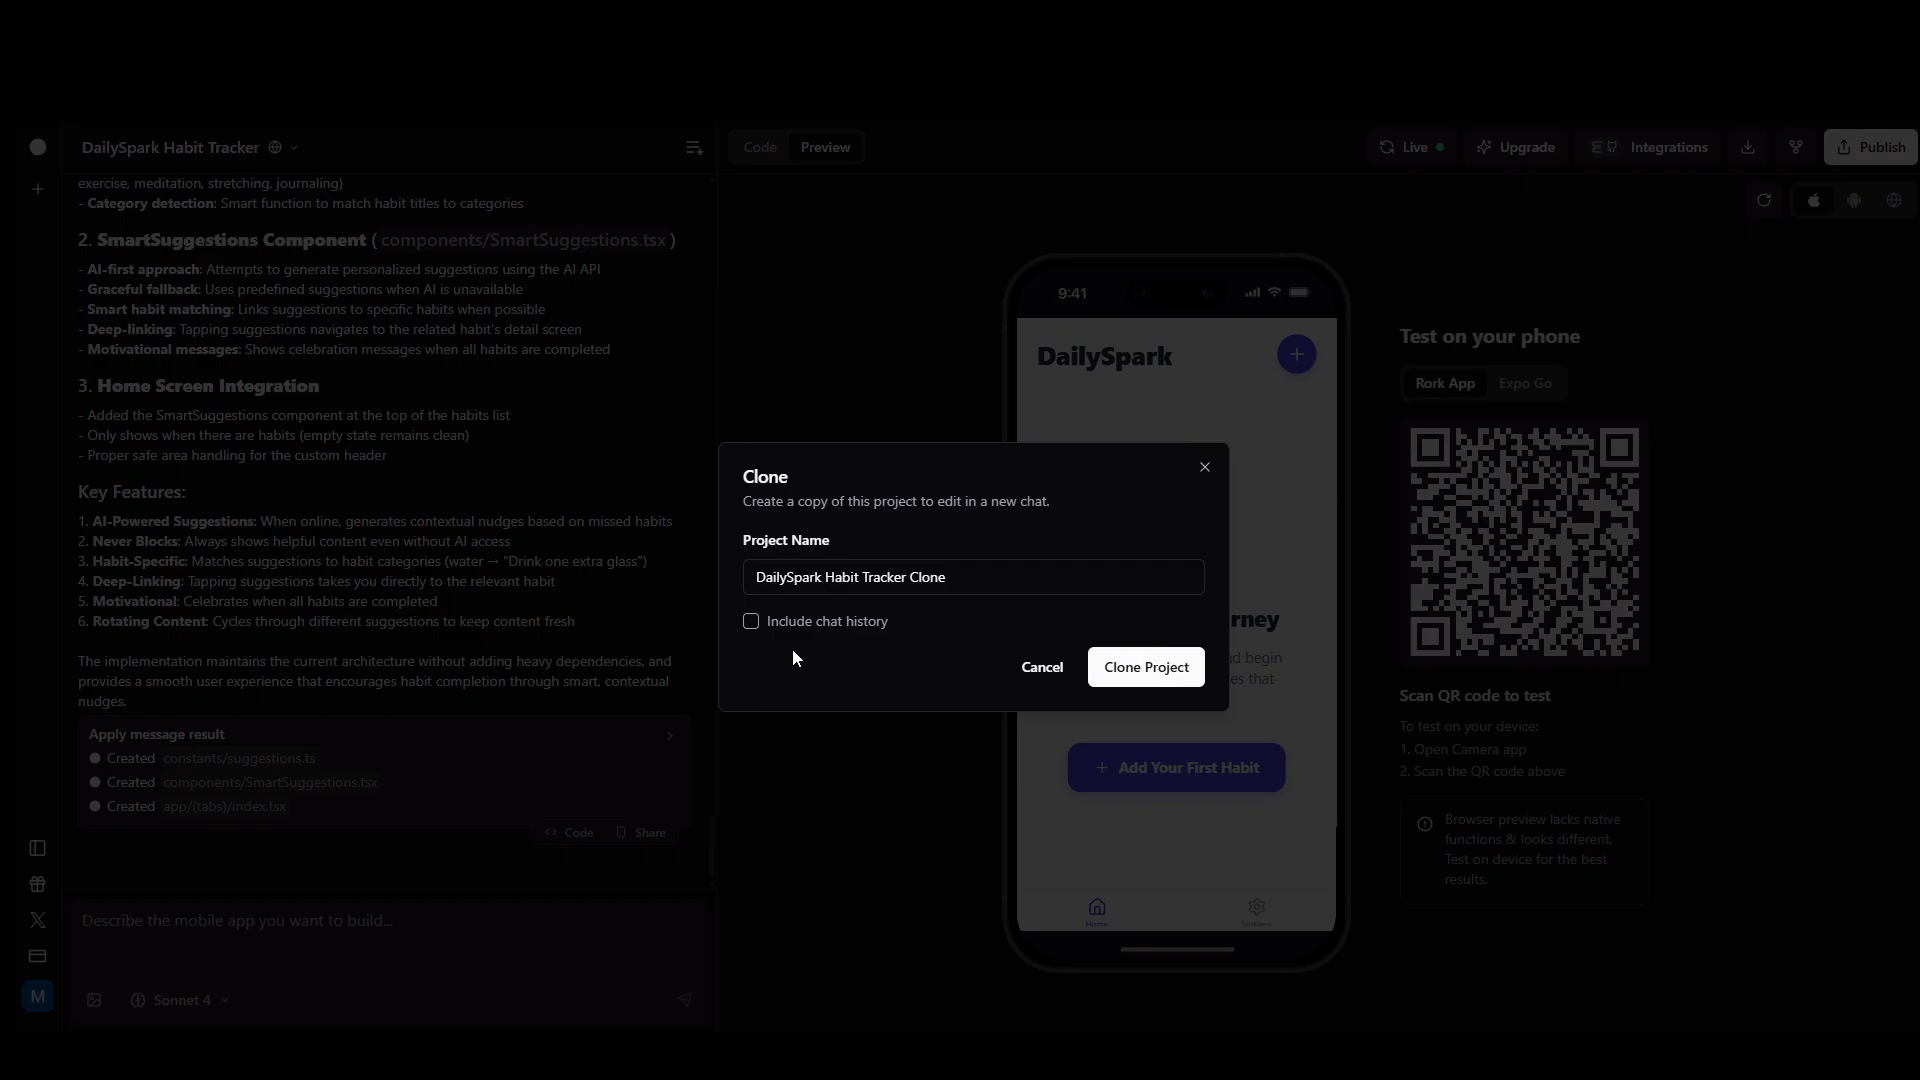 DailySpark Habit Tracker
Code Preview
Live Upgrade Integrations Publish
exercise, meditation, stretching, journaling)
- Category detection: Smart function to match habit titles to categories
2. SmartSuggestions Component ( components/SmartSuggestions.tsx )
- AI-first approach: Attempts to generate personalized suggestions using the AI API
- Graceful fallback: Uses predefined suggestions when AI is unavailable
- Smart habit matching: Links suggestions to specific habits when possible
- Deep-linking: Tapping suggestions navigates to the related habit's detail screen
- Motivational messages: Shows celebration messages when all habits are completed
3. Home Screen Integration
- Added the SmartSuggestions component at the top of the habits list
- Only shows when there are habits (empty state remains clean)
- Proper safe area handling for the custom header
Key Features:
1. AI-Powered Suggestions: When online, generates contextual nudges based on missed habits
2. Never Blocks: Always shows helpful content even without AI access
3. Habit-Specific: Matches suggestions to habit categories (water → "Drink one extra glass")
4. Deep-Linking: Tapping suggestions takes you directly to the relevant habit
5. Motivational: Celebrates when all habits are completed
6. Rotating Content: Cycles through different suggestions to keep content fresh
The implementation maintains the current architecture without adding heavy dependencies, and
provides a smooth user experience that encourages habit completion through smart, contextual
nudges.
Apply message result
Created constants/suggestions.ts
Created components/SmartSuggestions.tsx
Created app/(tabs)/index.tsx
Code Share
Describe the mobile app you want to build...
Sonnet 4
M
Clone
Create a copy of this project to edit in a new chat.
Project Name
DailySpark Habit Tracker Clone
Include chat history
Cancel Clone Project
9:41
DailySpark
rney
d begin
es that
+ Add Your First Habit
Home
Test on your phone
Rork App Expo Go
Scan QR code to test
To test on your device:
1. Open Camera app
2. Scan the QR code above
Browser preview lacks native
functions & looks different.
Test on device for the best
results.